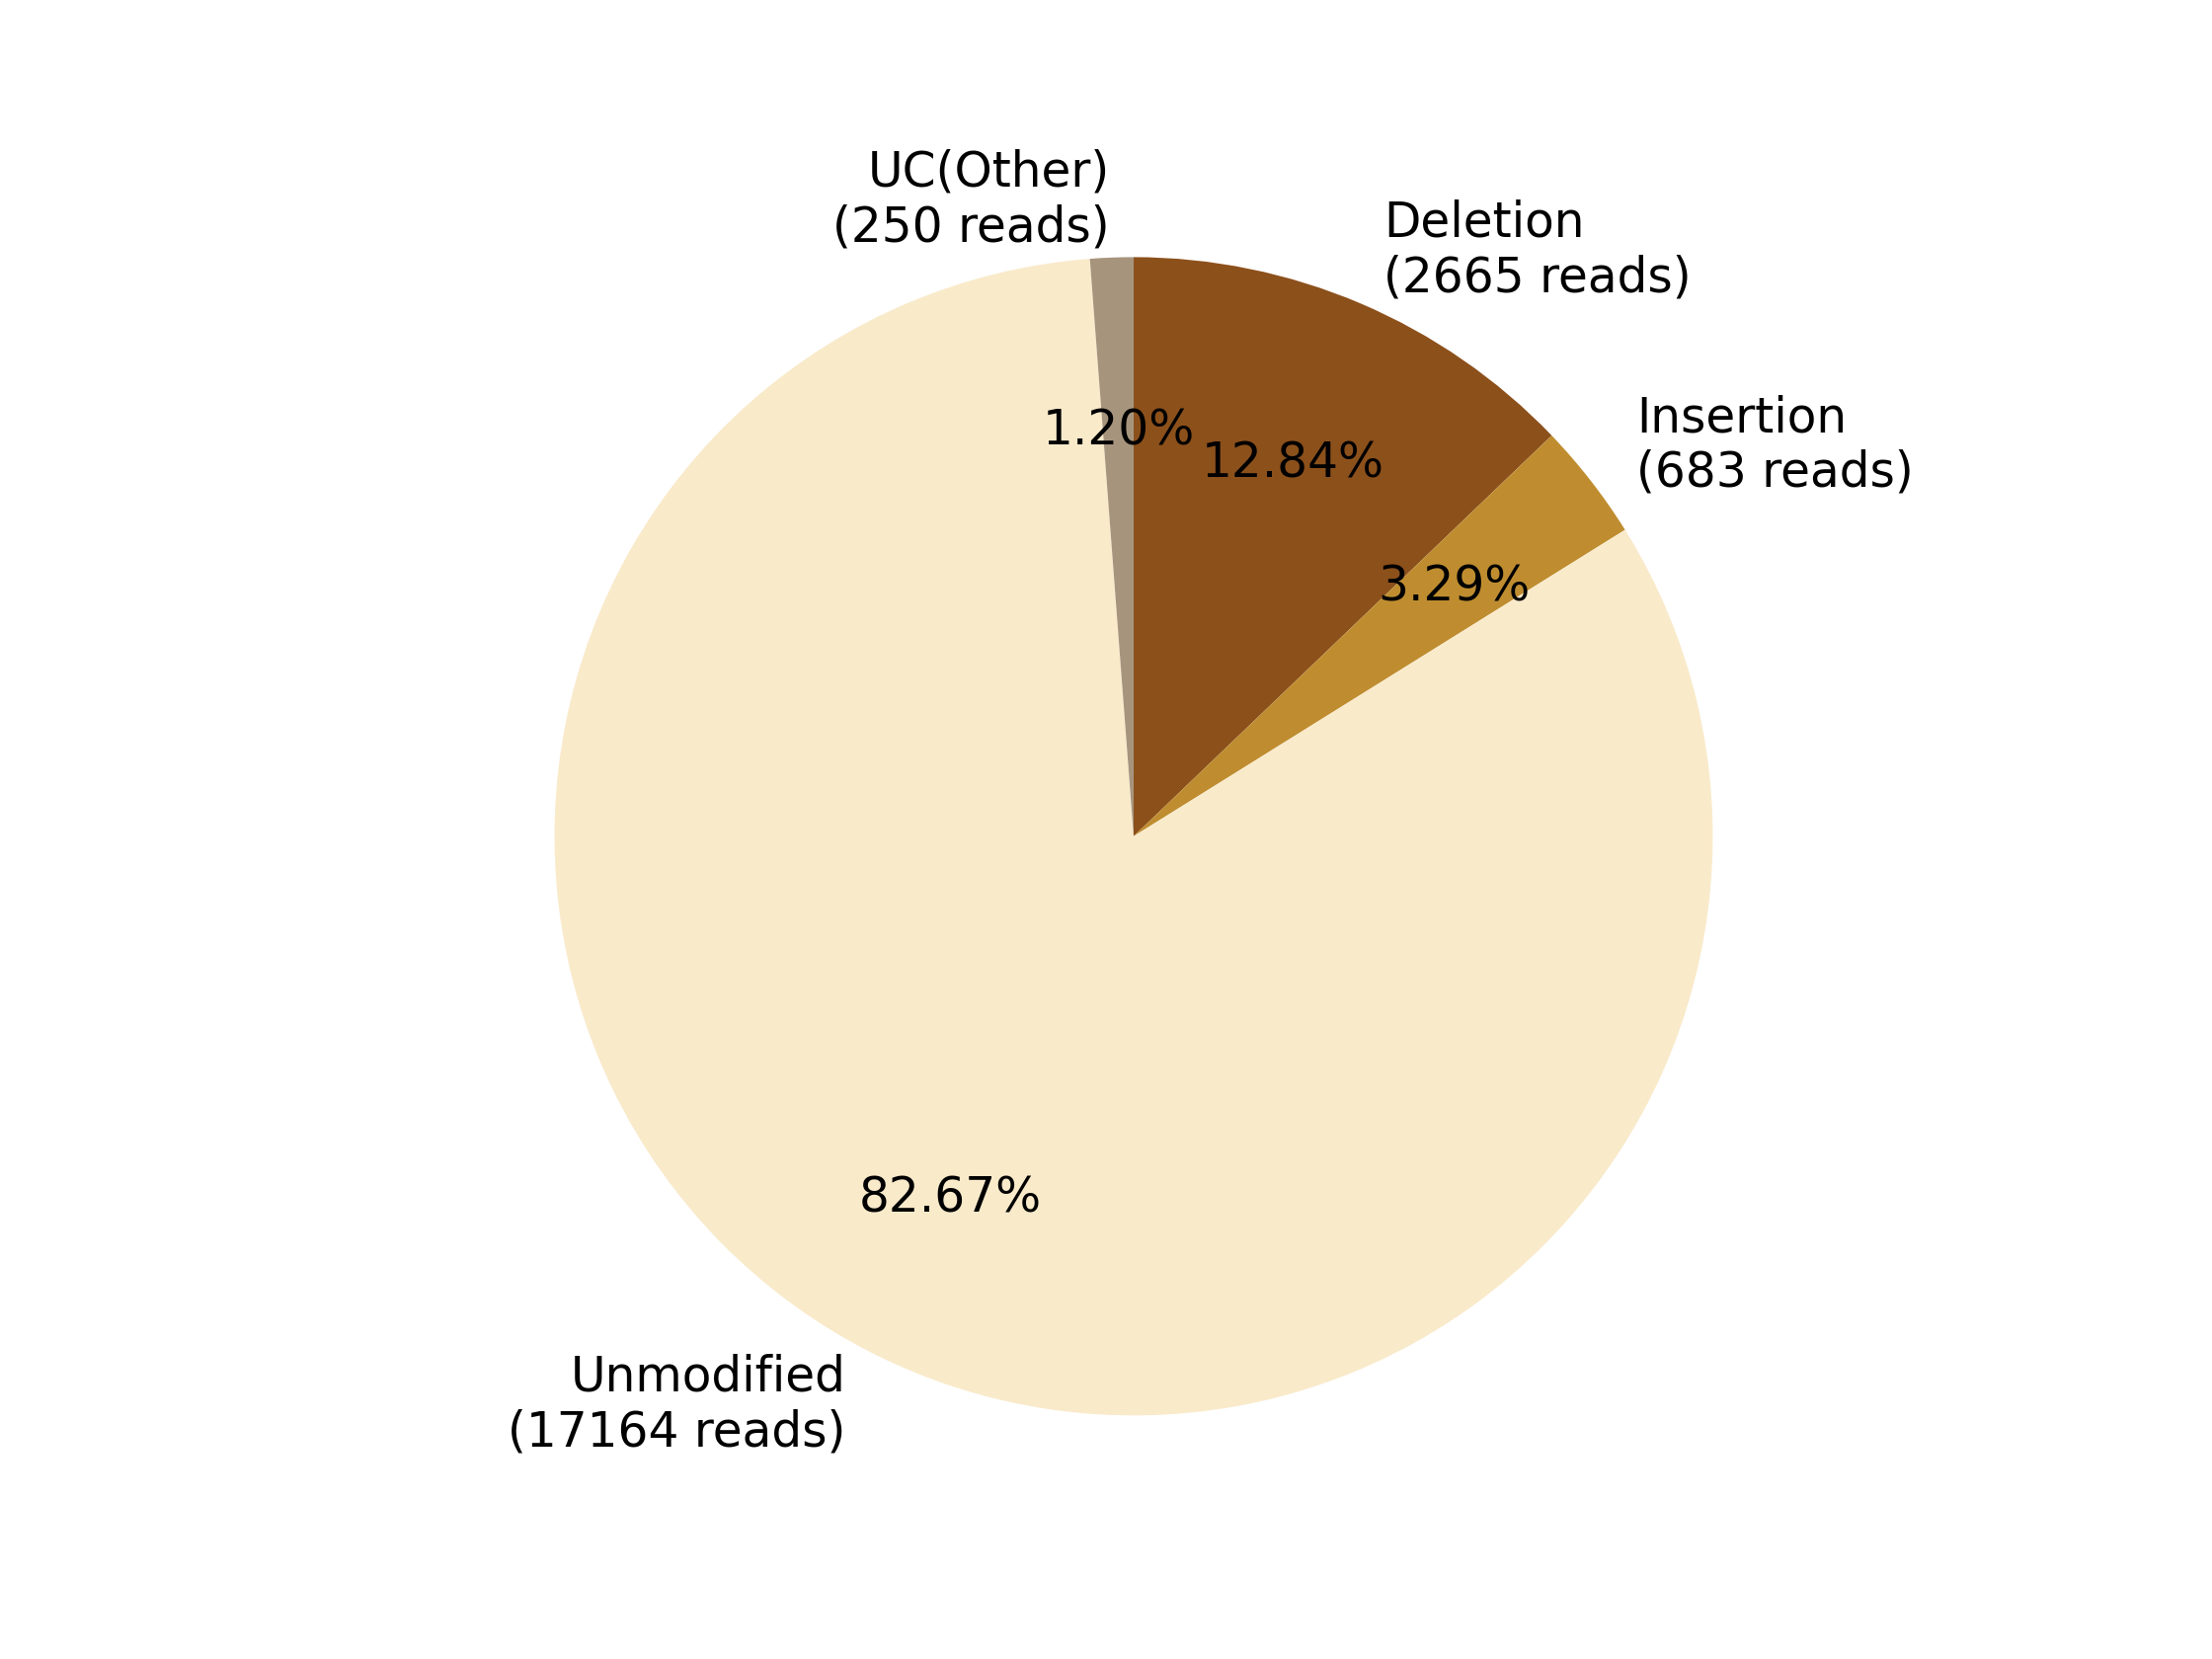 UC(Other)
(250 reads)
Deletion
(2665 reads)
Insertion
(683 reads)
1.20%
12.84%
3.29%
82.67%
Unmodified
(17164 reads)